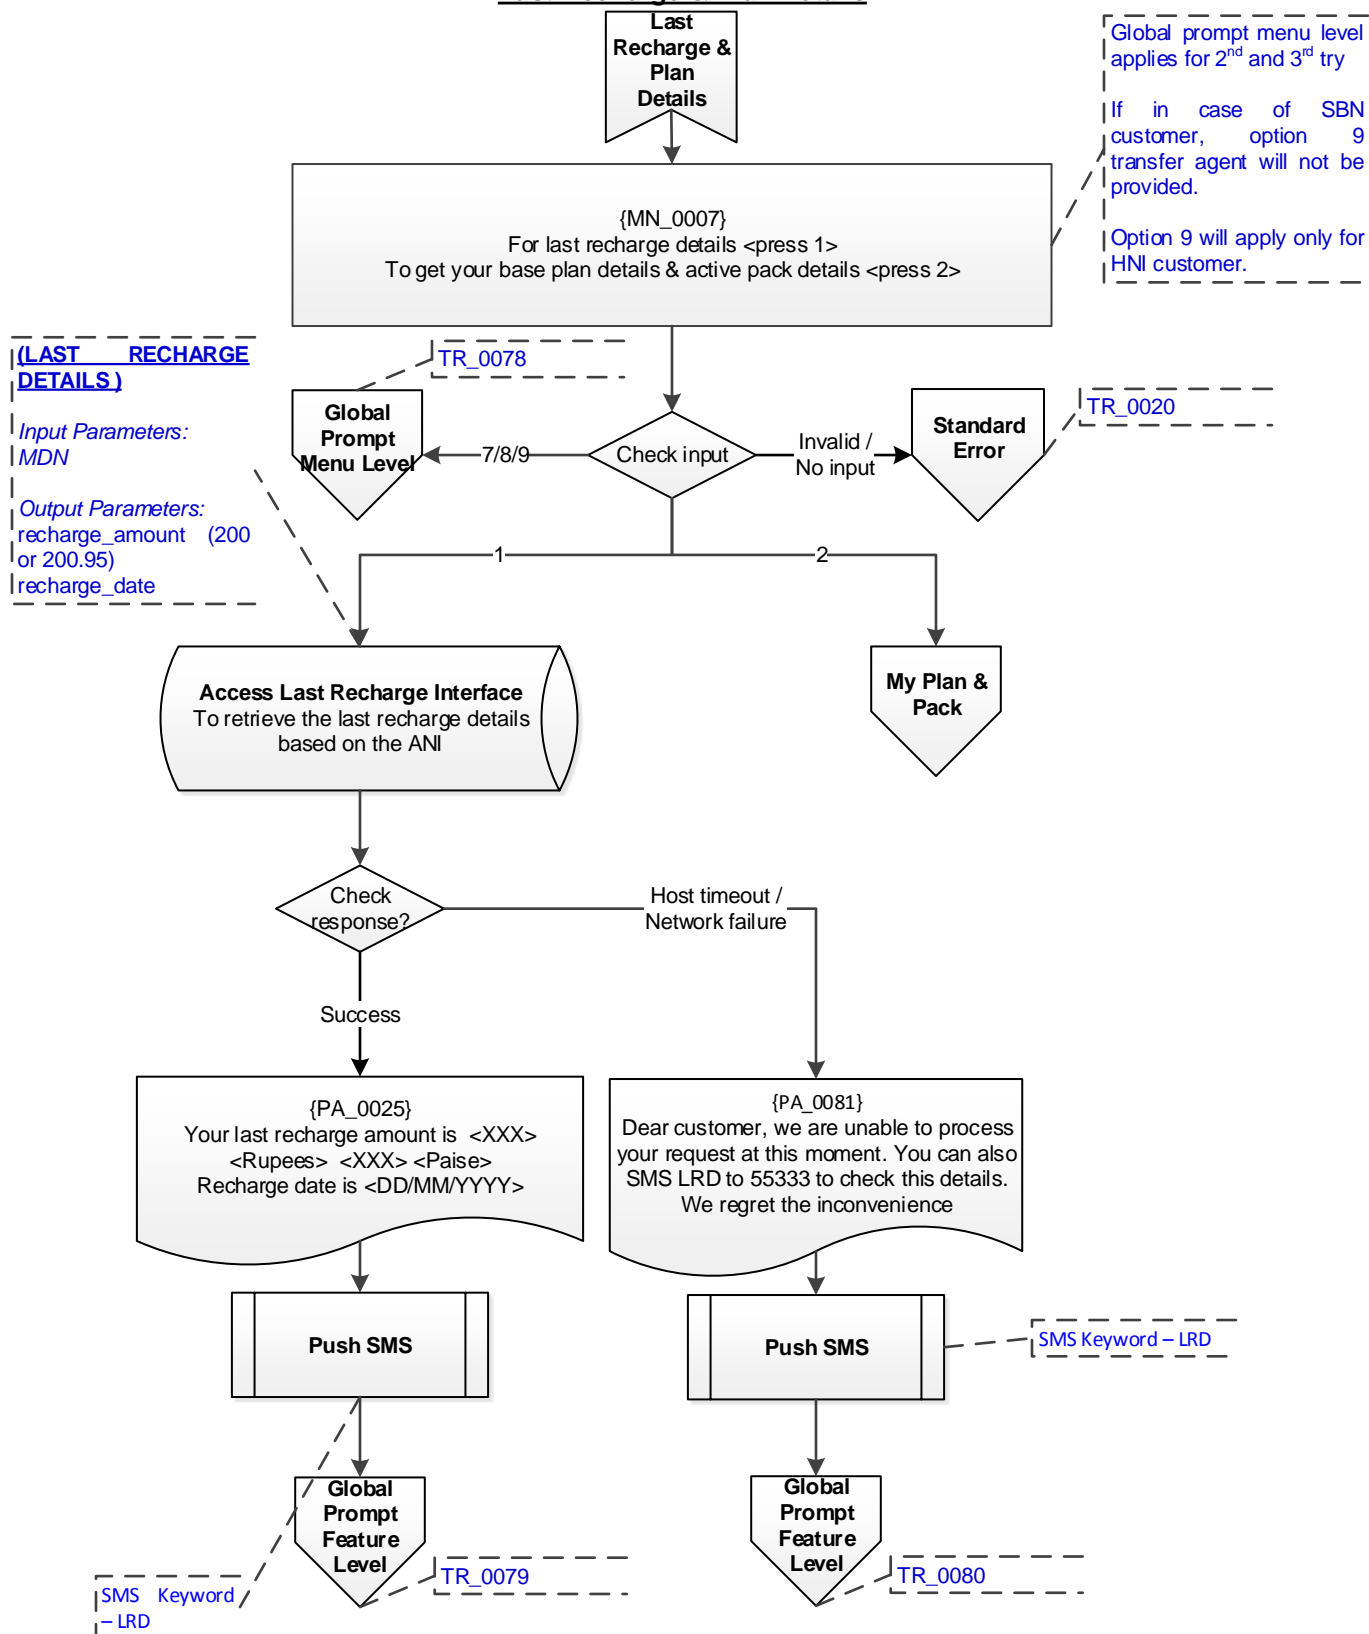 Last
Recharge &
Plan
Details
Global prompt menu level
applies for 2nd and 3rd try
If in case of SBN
customer, option 9
transfer agent will not be
provided.
Option 9 will apply only for
HNI customer.
{MN_0007}
For last recharge details <press 1>
To get your base plan details & active pack details <press 2>
(LAST RECHARGE
DETAILS )
Input Parameters:
MDN
Output Parameters:
recharge_amount (200
or 200.95)
recharge_date
TR_0078
Global
Prompt
Menu Level
7/8/9
Check input
Invalid /
No input
Standard
Error
TR_0020
1
2
Access Last Recharge Interface
To retrieve the last recharge details
based on the ANI
My Plan &
Pack
Check
response?
Host timeout /
Network failure
Success
{PA_0025}
Your last recharge amount is <XXX>
<Rupees> <XXX> <Paise>
Recharge date is <DD/MM/YYYY>
{PA_0081}
Dear customer, we are unable to process
your request at this moment. You can also
SMS LRD to 55333 to check this details.
We regret the inconvenience
Push SMS
Push SMS
SMS Keyword – LRD
Global
Prompt
Feature
Level
TR_0079
Global
Prompt
Feature
Level
TR_0080
SMS Keyword
– LRD